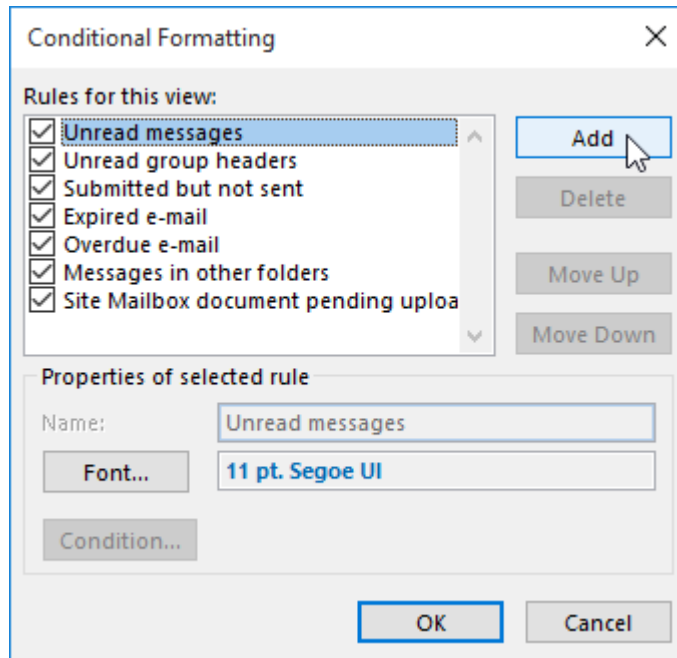 Conditional Formatting
Rules for this view:
Unread messages
Unread group headers
Submitted but not sent
Expired e-mail
Overdue e-mail
Messages in other folders
Site Mailbox document pending uploa
Add
Delete
Move Up
Move Down
Properties of selected rule
Name:
Unread messages
Font...
11 pt. Segoe UI
Condition...
OK
Cancel